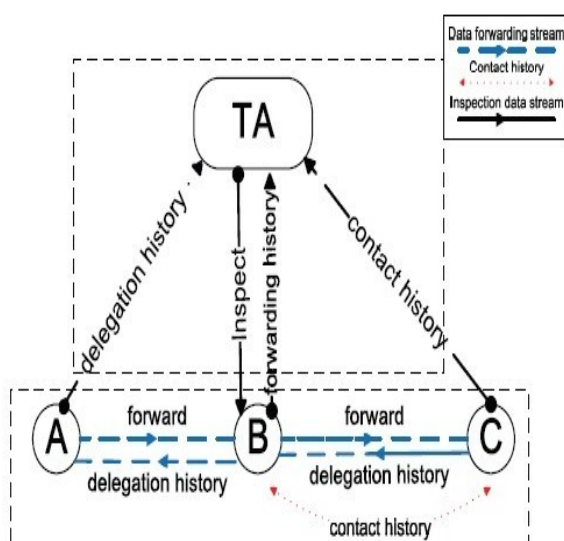 Data forwarding stream
Contact history
Inspection data stream
TA
delegation history
Inspect
forwarding history
contact history
A
forward
B
forward
C
delegation history
delegation history
contact history